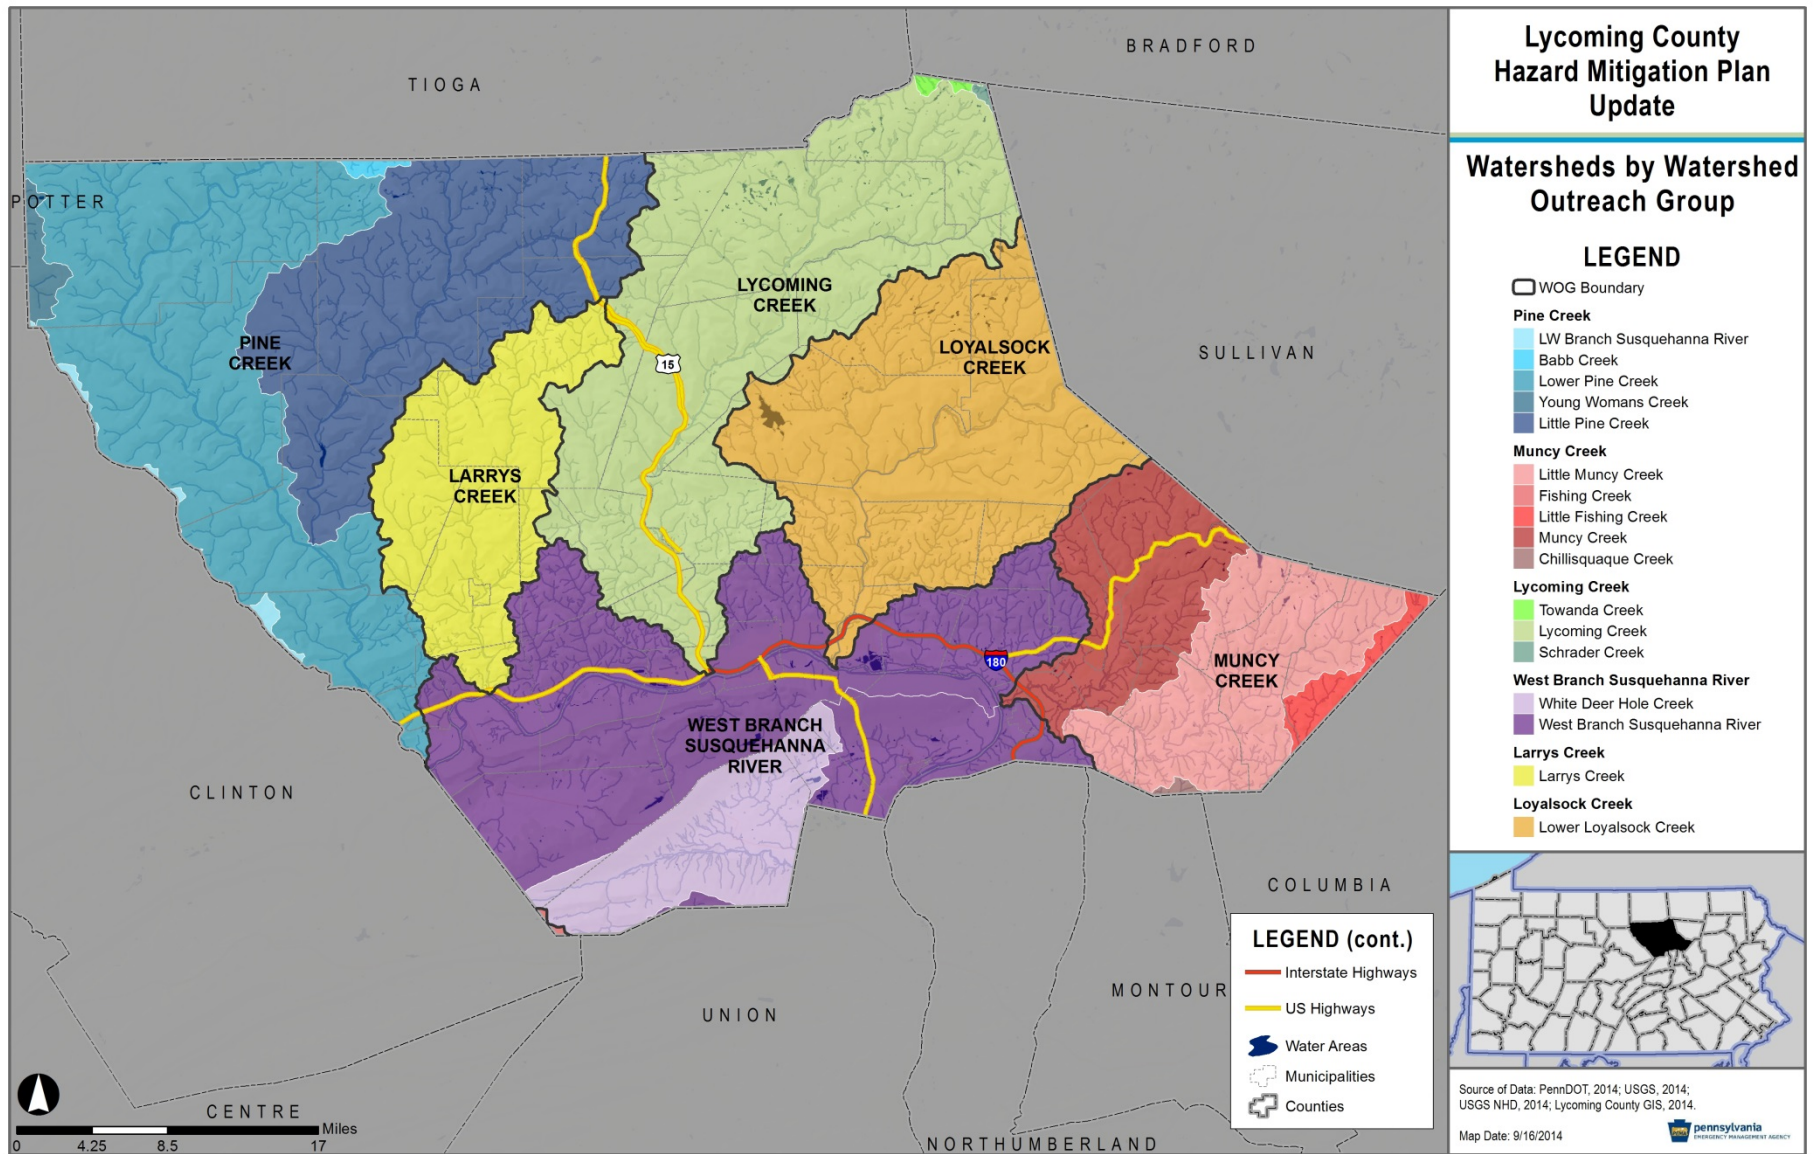 TIOGA
BRADFORD
POTTER
SULLIVAN
CLINTON
COLUMBIA
MONTOUR
UNION
CENTRE
NORTHUMBERLAND
PINE
CREEK
LYCOMING
CREEK
LOYALSOCK
CREEK
LARRYS
CREEK
MUNCY
CREEK
WEST BRANCH
SUSQUEHANNA
RIVER
15
180
0 4.25 8.5 17 Miles
LEGEND (cont.)
Interstate Highways
US Highways
Water Areas
Municipalities
Counties
Lycoming County
Hazard Mitigation Plan
Update
Watersheds by Watershed
Outreach Group
LEGEND
WOG Boundary
Pine Creek
LW Branch Susquehanna River
Babb Creek
Lower Pine Creek
Young Womans Creek
Little Pine Creek
Muncy Creek
Little Muncy Creek
Fishing Creek
Little Fishing Creek
Muncy Creek
Chillisquaque Creek
Lycoming Creek
Towanda Creek
Lycoming Creek
Schrader Creek
West Branch Susquehanna River
White Deer Hole Creek
West Branch Susquehanna River
Larrys Creek
Larrys Creek
Loyalsock Creek
Lower Loyalsock Creek
Source of Data: PennDOT, 2014; USGS, 2014;
USGS NHD, 2014; Lycoming County GIS, 2014.
Map Date: 9/16/2014
pennsylvania
EMERGENCY MANAGEMENT AGENCY